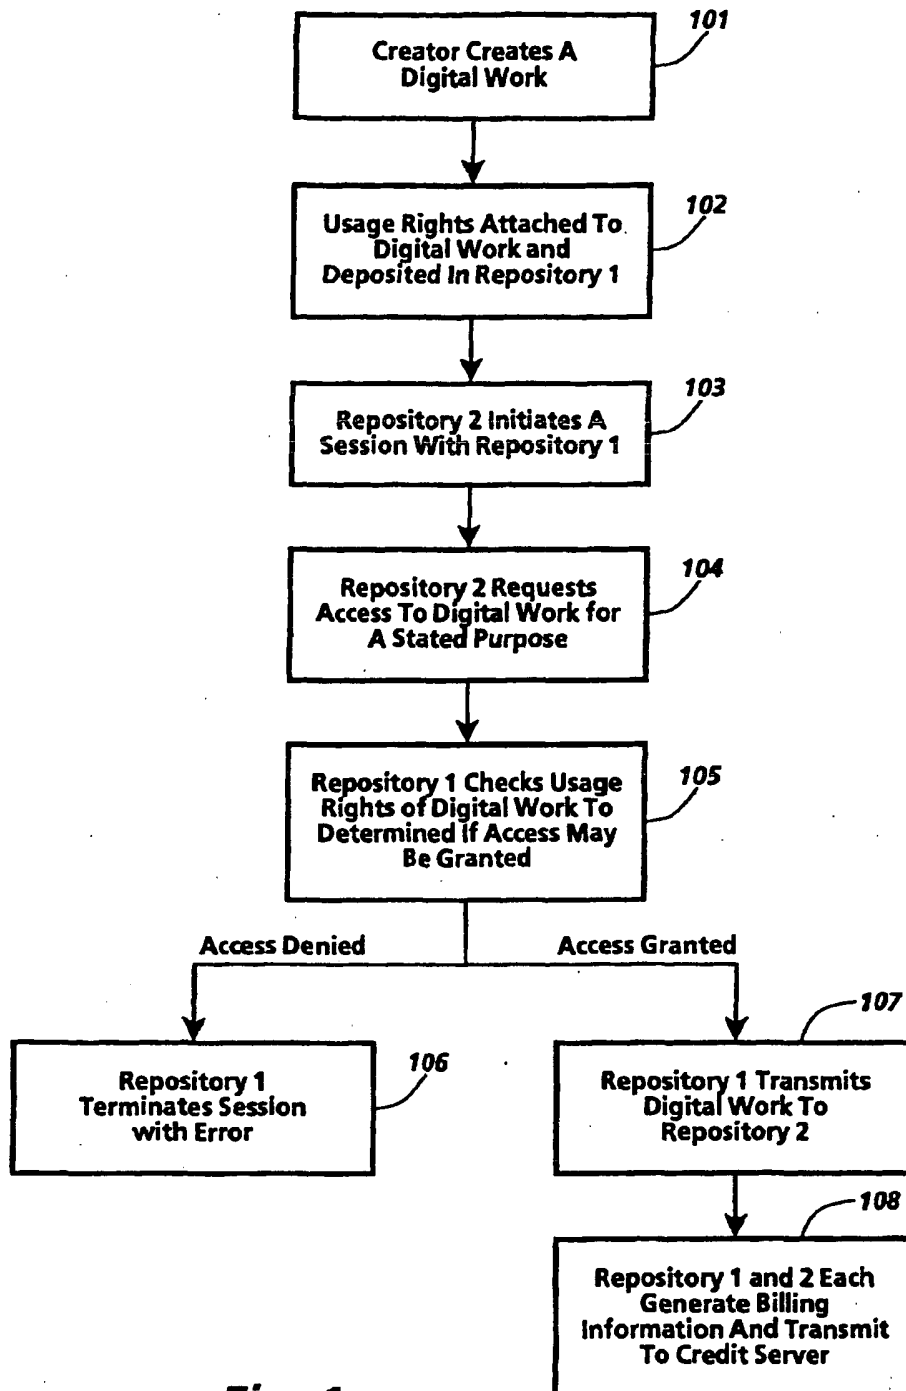 101
Creator Creates A
Digital Work
102
Usage Rights Attached To
Digital Work and
Deposited In Repository 1
103
Repository 2 Initiates A
Session With Repository 1
104
Repository 2 Requests
Access To Digital Work for
A Stated Purpose
105
Repository 1 Checks Usage
Rights of Digital Work To
Determined If Access May
Be Granted
Access Denied
Access Granted
106
Repository 1
Terminates Session
with Error
107
Repository 1 Transmits
Digital Work To
Repository 2
108
Repository 1 and 2 Each
Generate Billing
Information And Transmit
To Credit Server